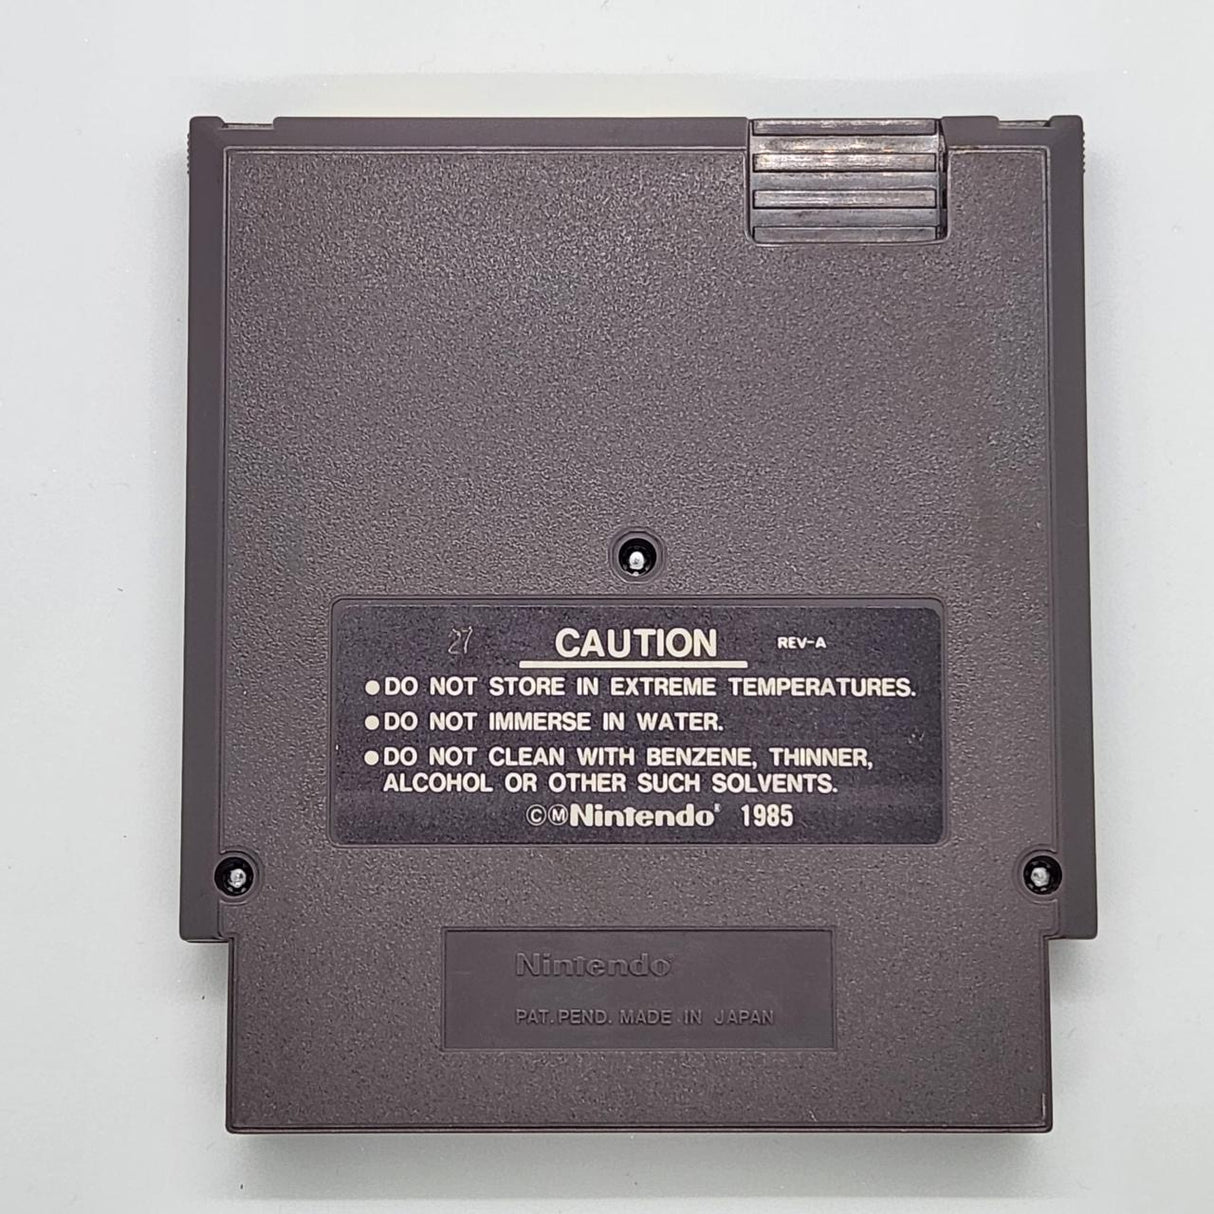 27
CAUTION REV-A
●DO NOT STORE IN EXTREME TEMPERATURES.
●DO NOT IMMERSE IN WATER.
●DO NOT CLEAN WITH BENZENE, THINNER,
ALCOHOL OR OTHER SUCH SOLVENTS.
©ⓂNintendo® 1985
Nintendo
PAT. PEND. MADE IN JAPAN